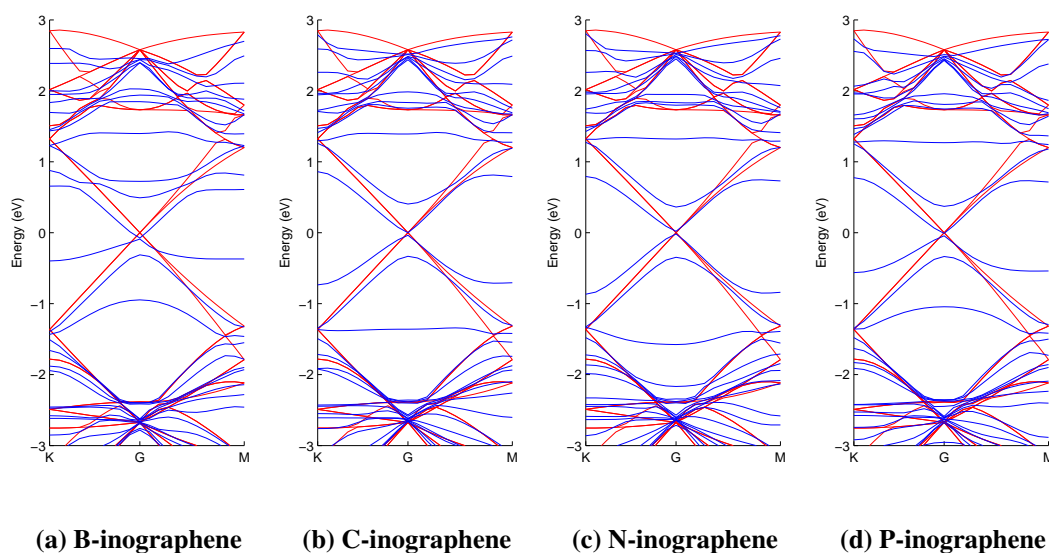 3
2
1
0
−1
−2
−3
Energy (eV)
K G M
(a) B-inographene
3
2
1
0
−1
−2
−3
Energy (eV)
K G M
(b) C-inographene
3
2
1
0
−1
−2
−3
Energy (eV)
K G M
(c) N-inographene
3
2
1
0
−1
−2
−3
Energy (eV)
K G M
(d) P-inographene